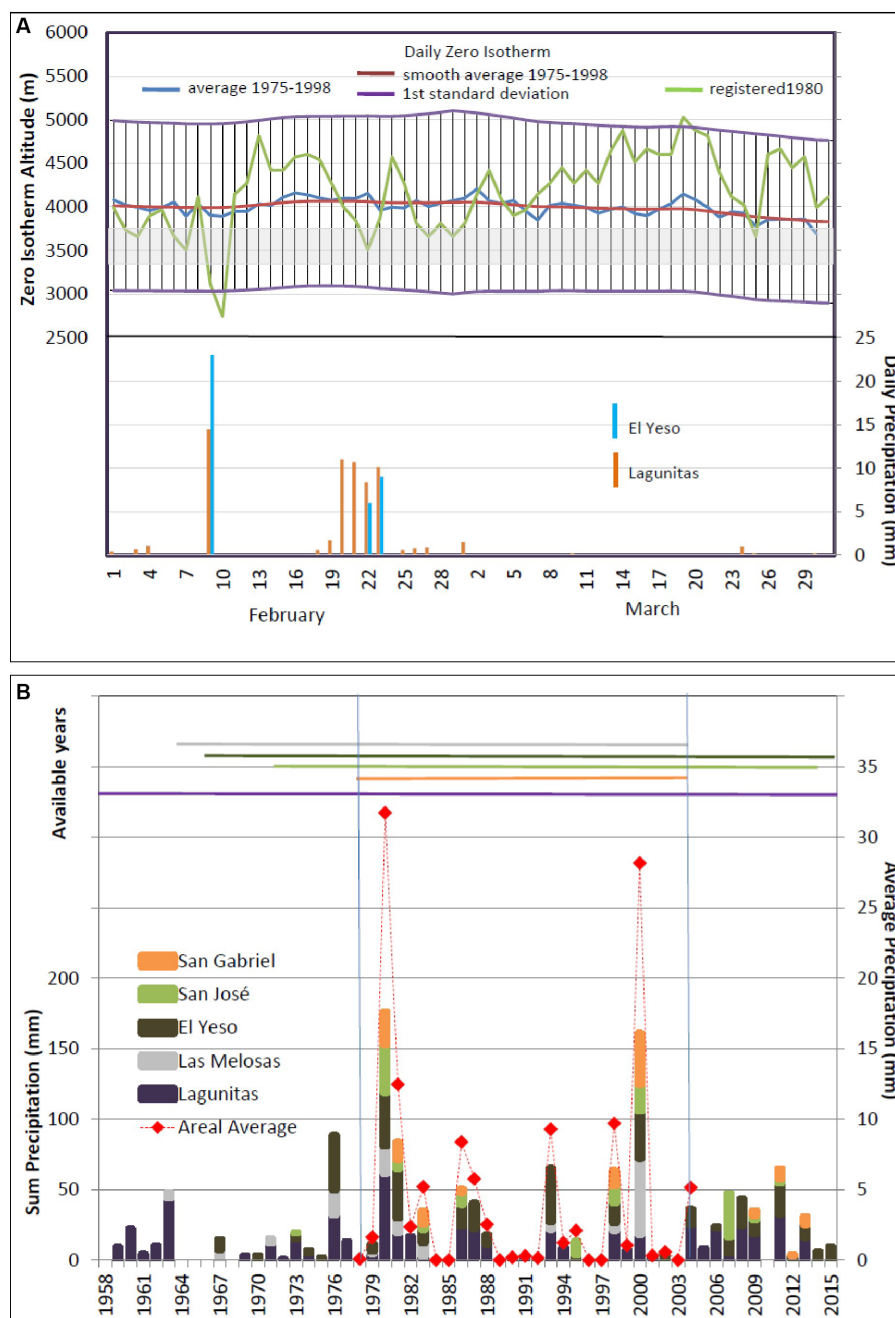 A
Daily Zero Isotherm
average 1975-1998
smooth average 1975-1998
1st standard deviation
registered1980
Zero Isotherm Altitude (m)
6000
5500
5000
4500
4000
3500
3000
2500
25
20
15
10
5
0
Daily Precipitation (mm)
El Yeso
Lagunitas
1 4 7 10 13 16 19 22 25 28 2 5 8 11 14 17 20 23 26 29
February March
B
Available years
Sum Precipitation (mm)
200
150
100
50
0
35
30
25
20
15
10
5
0
Average Precipitation (mm)
San Gabriel
San José
El Yeso
Las Melosas
Lagunitas
Areal Average
1958 1961 1964 1967 1970 1973 1976 1979 1982 1985 1988 1991 1994 1997 2000 2003 2006 2009 2012 2015